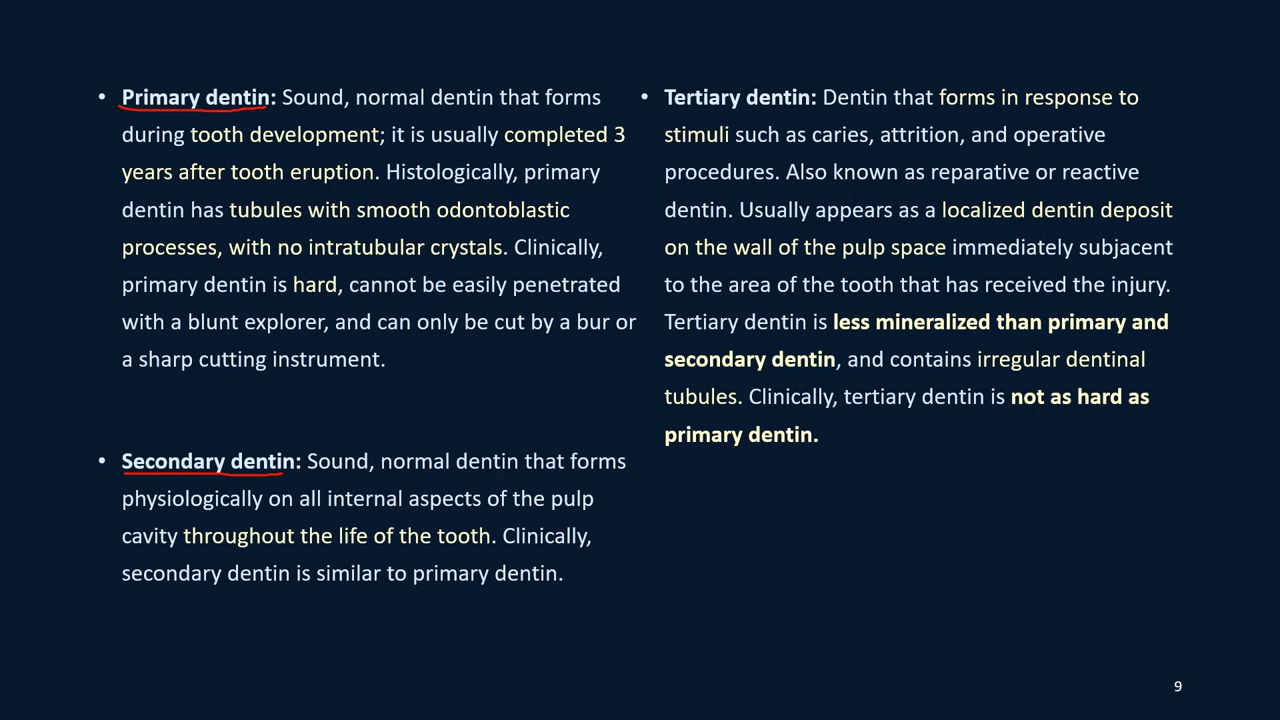 • Primary dentin: Sound, normal dentin that forms
during tooth development; it is usually completed 3
years after tooth eruption. Histologically, primary
dentin has tubules with smooth odontoblastic
processes, with no intratubular crystals. Clinically,
primary dentin is hard, cannot be easily penetrated
with a blunt explorer, and can only be cut by a bur or
a sharp cutting instrument.
• Secondary dentin: Sound, normal dentin that forms
physiologically on all internal aspects of the pulp
cavity throughout the life of the tooth. Clinically,
secondary dentin is similar to primary dentin.
• Tertiary dentin: Dentin that forms in response to
stimuli such as caries, attrition, and operative
procedures. Also known as reparative or reactive
dentin. Usually appears as a localized dentin deposit
on the wall of the pulp space immediately subjacent
to the area of the tooth that has received the injury.
Tertiary dentin is less mineralized than primary and
secondary dentin, and contains irregular dentinal
tubules. Clinically, tertiary dentin is not as hard as
primary dentin.
9